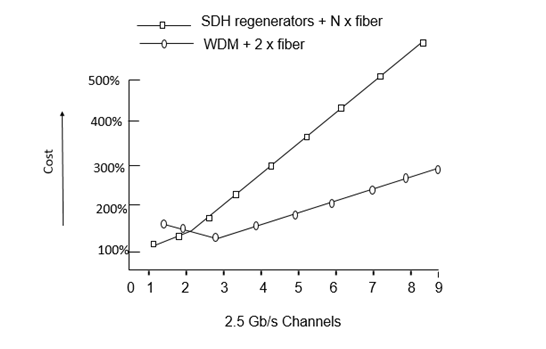 SDH regenerators + N x fiber
WDM + 2 x fiber
500%
400%
300%
200%
100%
Cost
0 1 2 3 4 5 6 7 8 9
2.5 Gb/s Channels